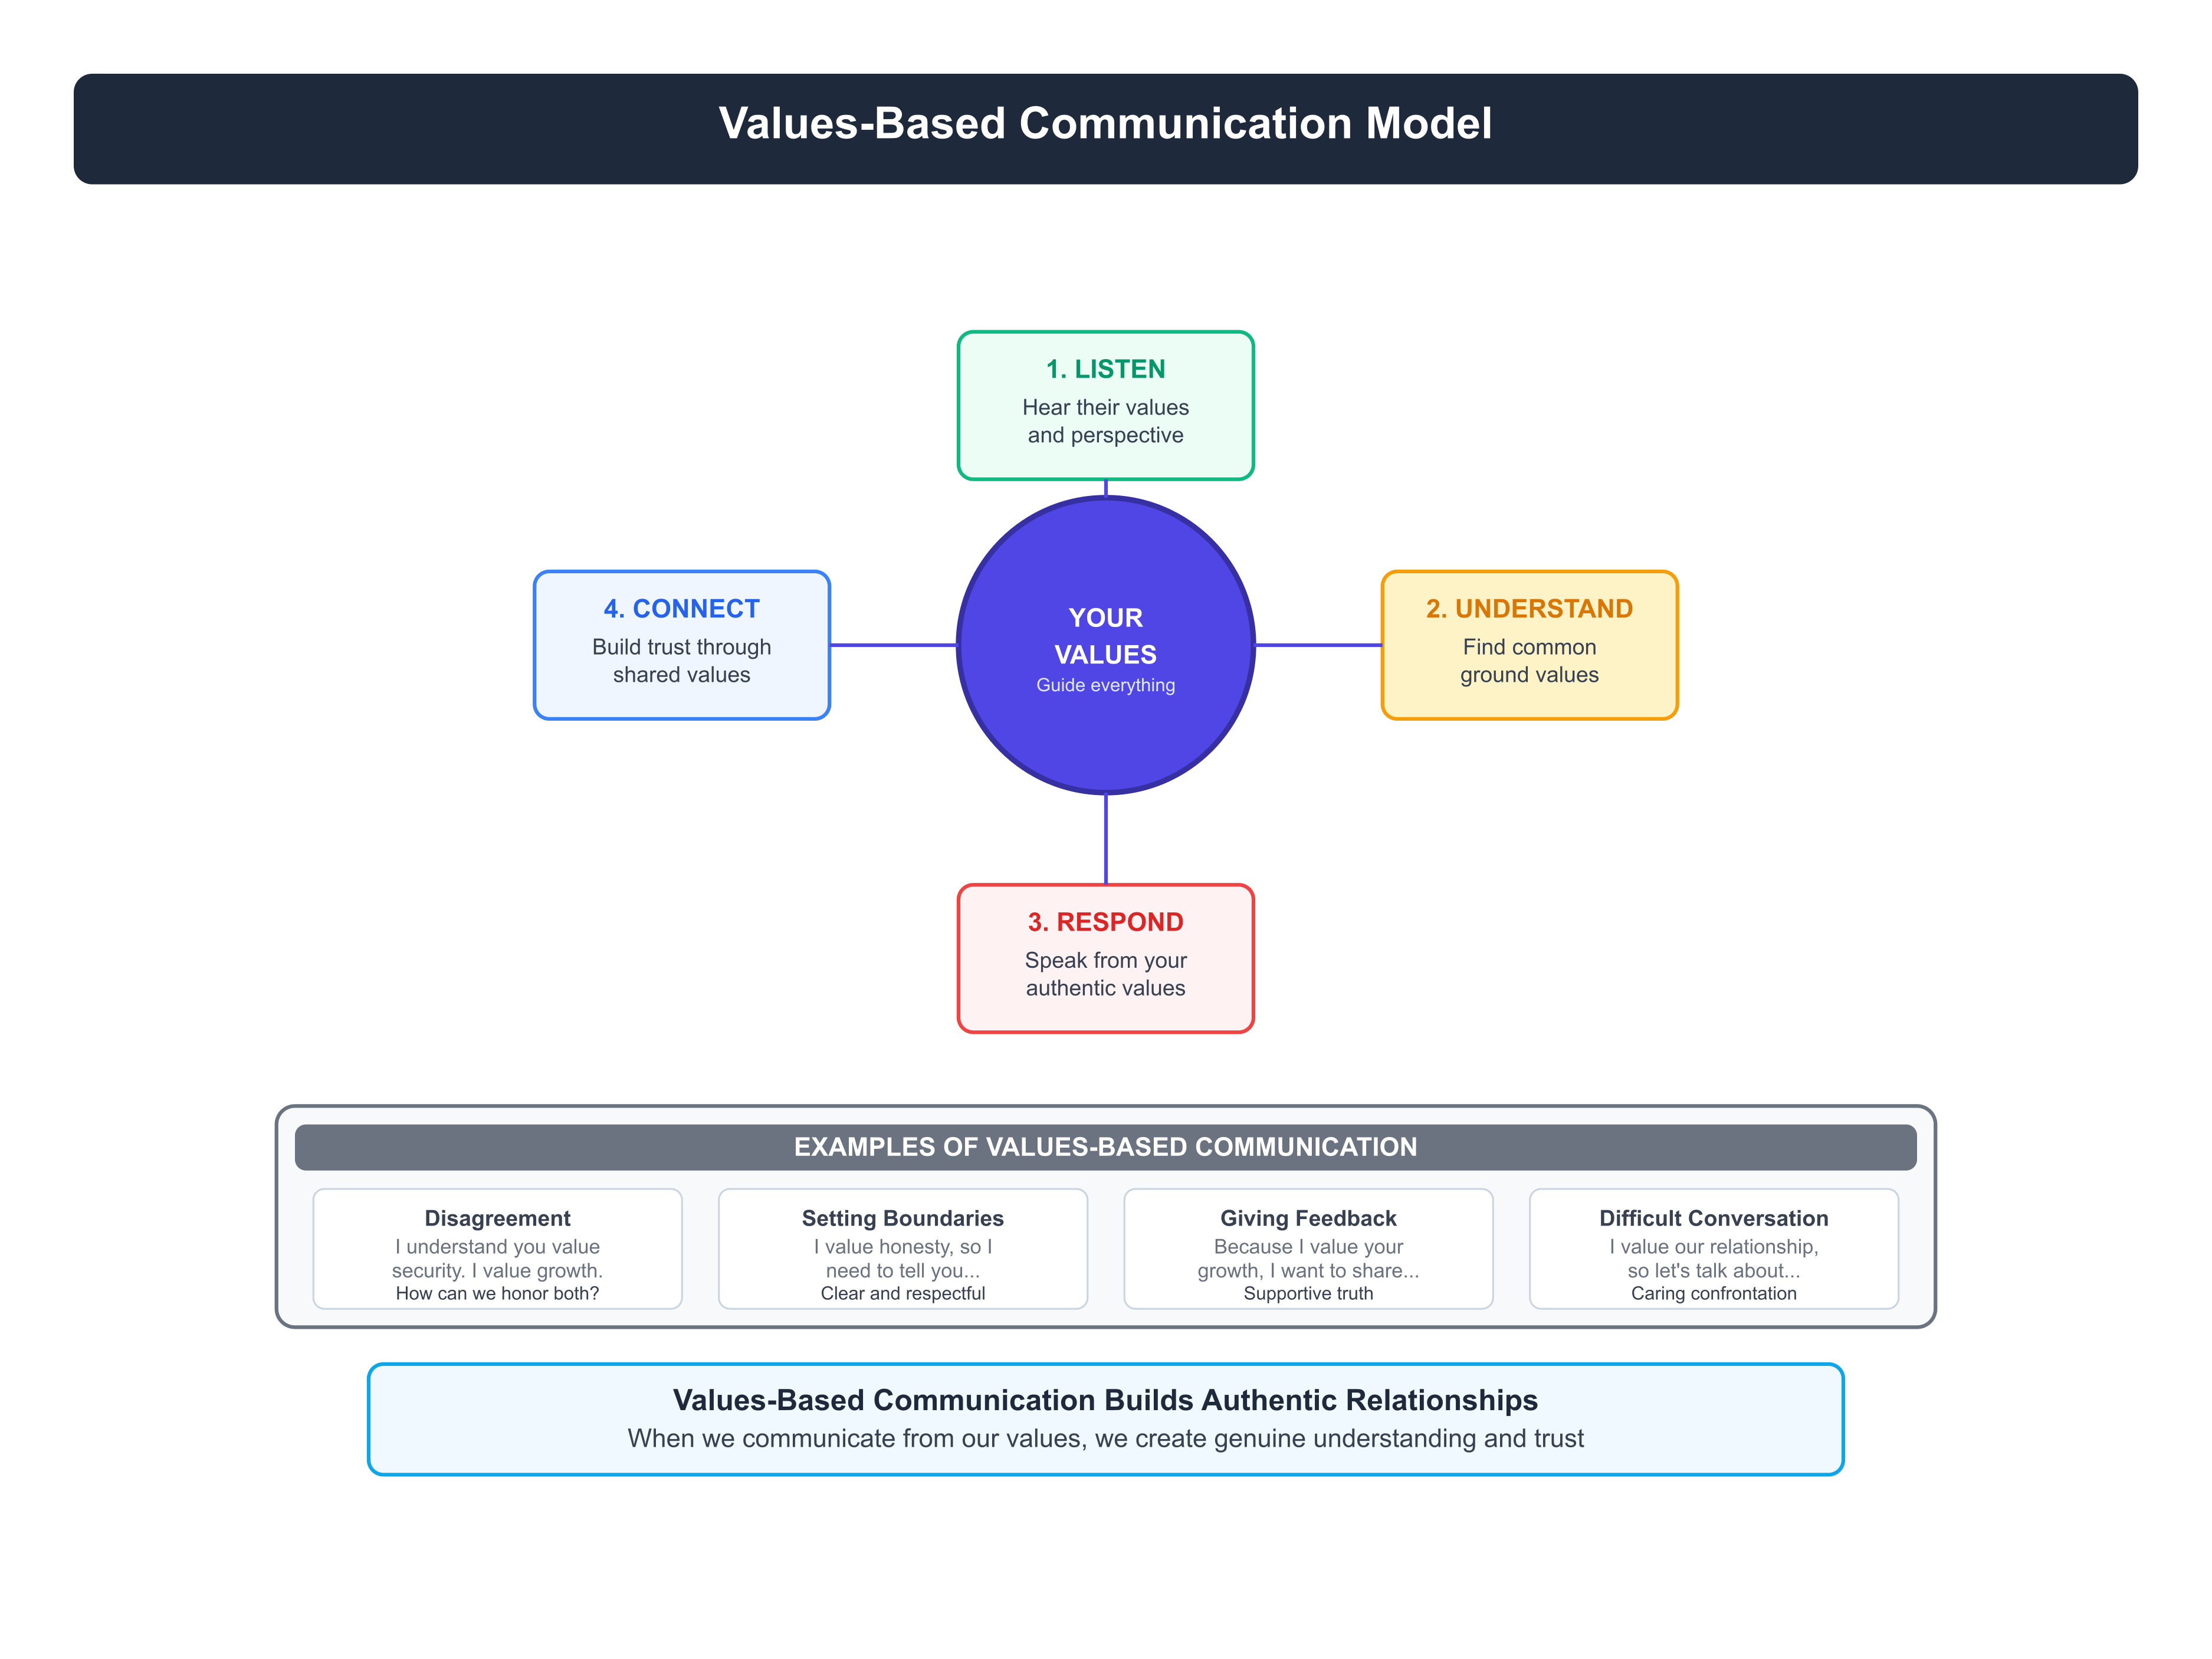 Values-Based Communication Model
1. LISTEN
Hear their values
and perspective
4. CONNECT
Build trust through
shared values
YOUR
VALUES
Guide everything
2. UNDERSTAND
Find common
ground values
3. RESPOND
Speak from your
authentic values
EXAMPLES OF VALUES-BASED COMMUNICATION
Disagreement
I understand you value
security. I value growth.
How can we honor both?
Setting Boundaries
I value honesty, so I
need to tell you...
Clear and respectful
Giving Feedback
Because I value your
growth, I want to share...
Supportive truth
Difficult Conversation
I value our relationship,
so let's talk about...
Caring confrontation
Values-Based Communication Builds Authentic Relationships
When we communicate from our values, we create genuine understanding and trust